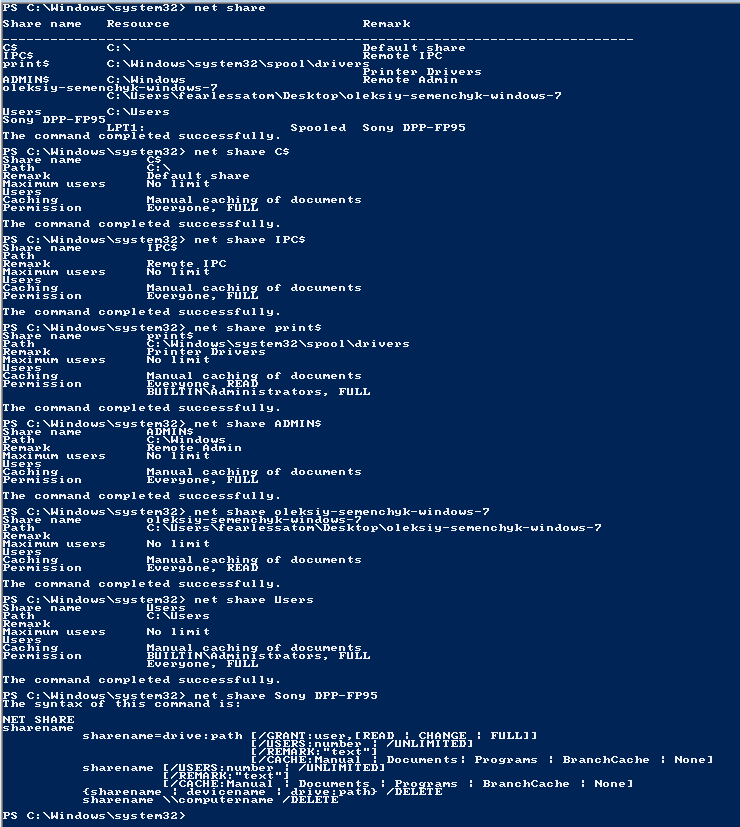 PS C:\Windows\system32> net share
Share name   Resource                        Remark
-------------------------------------------------------------------------------
C$           C:\                             Default share
IPC$                                         Remote IPC
print$       C:\Windows\system32\spool\drivers
                                             Printer Drivers
ADMIN$       C:\Windows                      Remote Admin
oleksiy-semenchyk-windows-7
             C:\Users\fearlessatom\Desktop\oleksiy-semenchyk-windows-7
Users        C:\Users
Sony DPP-FP95
             LPT1:                  Spooled  Sony DPP-FP95
The command completed successfully.
PS C:\Windows\system32> net share C$
Share name        C$
Path              C:\
Remark            Default share
Maximum users     No limit
Users
Caching           Manual caching of documents
Permission        Everyone, FULL
The command completed successfully.
PS C:\Windows\system32> net share IPC$
Share name        IPC$
Path
Remark            Remote IPC
Maximum users     No limit
Users
Caching           Manual caching of documents
Permission        Everyone, FULL
The command completed successfully.
PS C:\Windows\system32> net share print$
Share name        print$
Path              C:\Windows\system32\spool\drivers
Remark            Printer Drivers
Maximum users     No limit
Users
Caching           Manual caching of documents
Permission        Everyone, READ
                  BUILTIN\Administrators, FULL
The command completed successfully.
PS C:\Windows\system32> net share ADMIN$
Share name        ADMIN$
Path              C:\Windows
Remark            Remote Admin
Maximum users     No limit
Users
Caching           Manual caching of documents
Permission        Everyone, FULL
The command completed successfully.
PS C:\Windows\system32> net share oleksiy-semenchyk-windows-7
Share name        oleksiy-semenchyk-windows-7
Path              C:\Users\fearlessatom\Desktop\oleksiy-semenchyk-windows-7
Remark
Maximum users     No limit
Users
Caching           Manual caching of documents
Permission        Everyone, READ
The command completed successfully.
PS C:\Windows\system32> net share Users
Share name        Users
Path              C:\Users
Remark
Maximum users     No limit
Users
Caching           Manual caching of documents
Permission        BUILTIN\Administrators, FULL
                  Everyone, FULL
The command completed successfully.
PS C:\Windows\system32> net share Sony DPP-FP95
The syntax of this command is:
NET SHARE
sharename
          sharename=drive:path [/GRANT:user,[READ | CHANGE | FULL]]
                               [/USERS:number | /UNLIMITED]
                               [/REMARK:"text"]
                               [/CACHE:Manual | Documents| Programs | BranchCache | None]
          sharename [/USERS:number | /UNLIMITED]
                    [/REMARK:"text"]
                    [/CACHE:Manual | Documents | Programs | BranchCache | None]
          {sharename | devicename | drive:path} /DELETE
          sharename \\computername /DELETE
PS C:\Windows\system32>